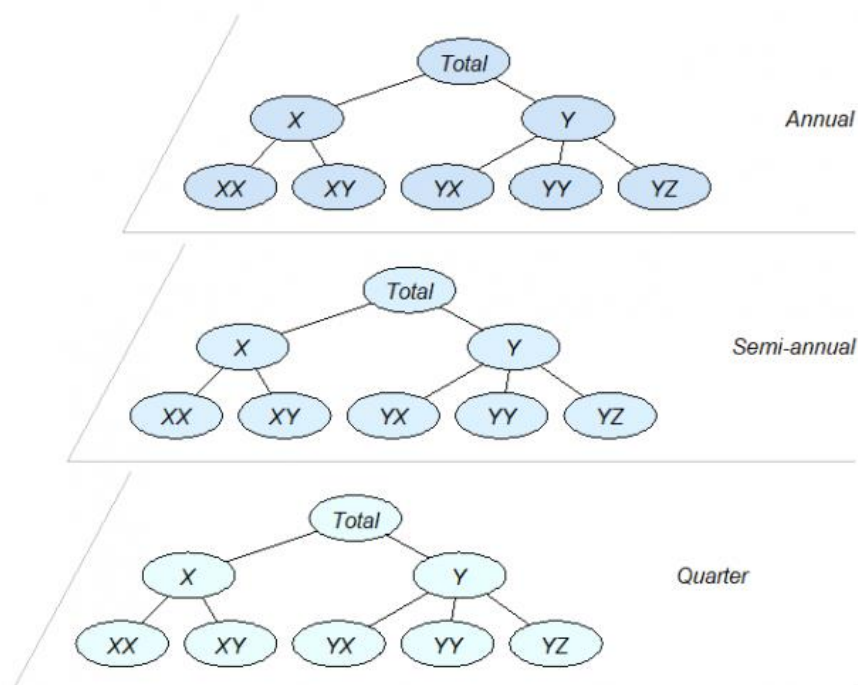 Total
X Y Annual
XX XY YX YY YZ
Total
X Y Semi-annual
XX XY YX YY YZ
Total
X Y Quarter
XX XY YX YY YZ